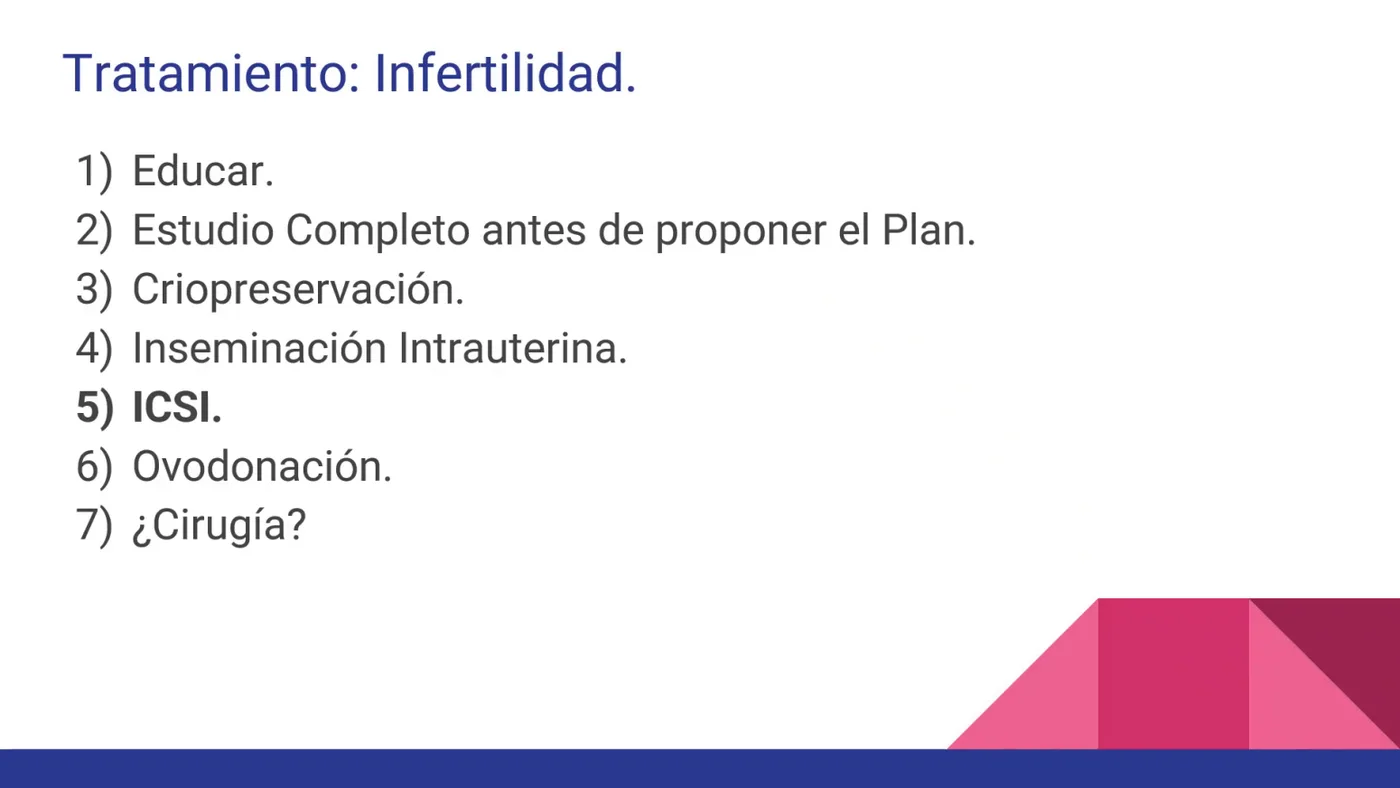 Tratamiento: Infertilidad.
1) Educar.
2) Estudio Completo antes de proponer el Plan.
3) Criopreservación.
4) Inseminación Intrauterina.
5) ICSI.
6) Ovodonación.
7) ¿Cirugía?